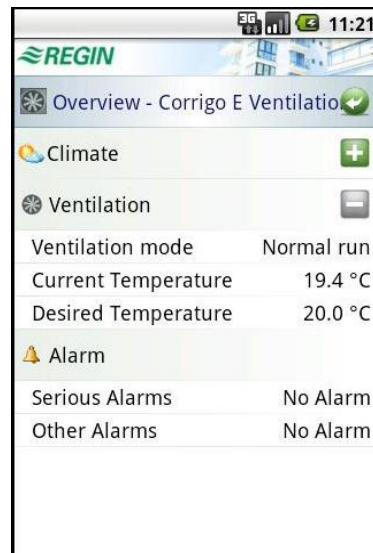 3G
11:21
REGIN
Overview - Corrigo E Ventilatio
Climate
Ventilation
Ventilation mode Normal run
Current Temperature 19.4 °C
Desired Temperature 20.0 °C
Alarm
Serious Alarms No Alarm
Other Alarms No Alarm